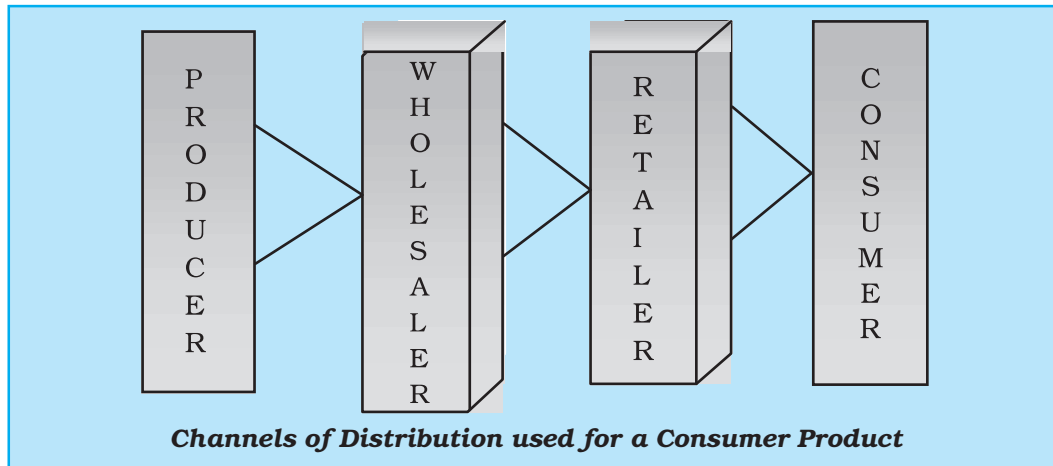 PRODUCER
WHOLESALER
RETAILER
CONSUMER
Channels of Distribution used for a Consumer Product